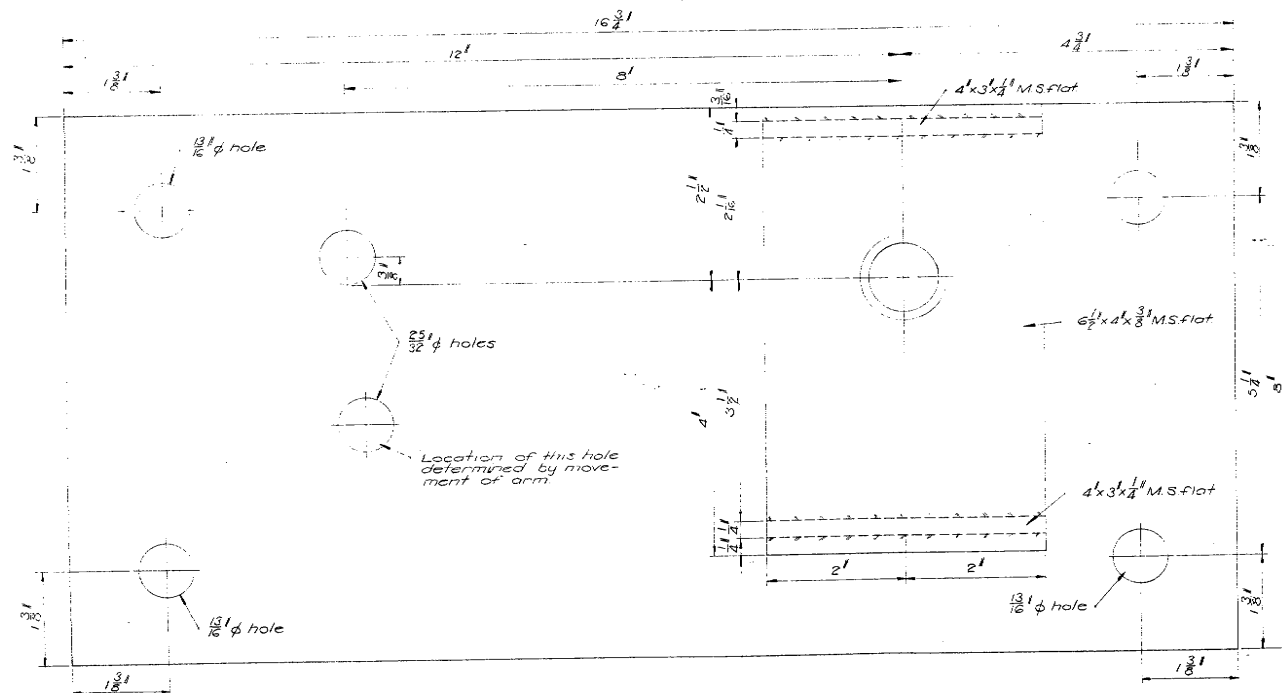 16 3/4"
12"
4 3/4"
1 3/8"
8"
1 3/8"
3/16"
4"x3"x1/4" M.S.flat
1/4"
1 3/8"
13/16" φ hole
1 3/8"
2 1/2"
2 1/16"
3/8"
6 1/2"x4"x3/8" M.S.flat.
25/32" φ holes
5 1/4"
8"
4"
3 1/2"
Location of this hole
determined by move-
ment of arm.
4"x3"x1/4" M.S.flat
1/4"
1/4"
2"
2"
13/16" φ hole
1 3/8"
13/16" φ hole
1 3/8"
1 3/8"
1 3/8"